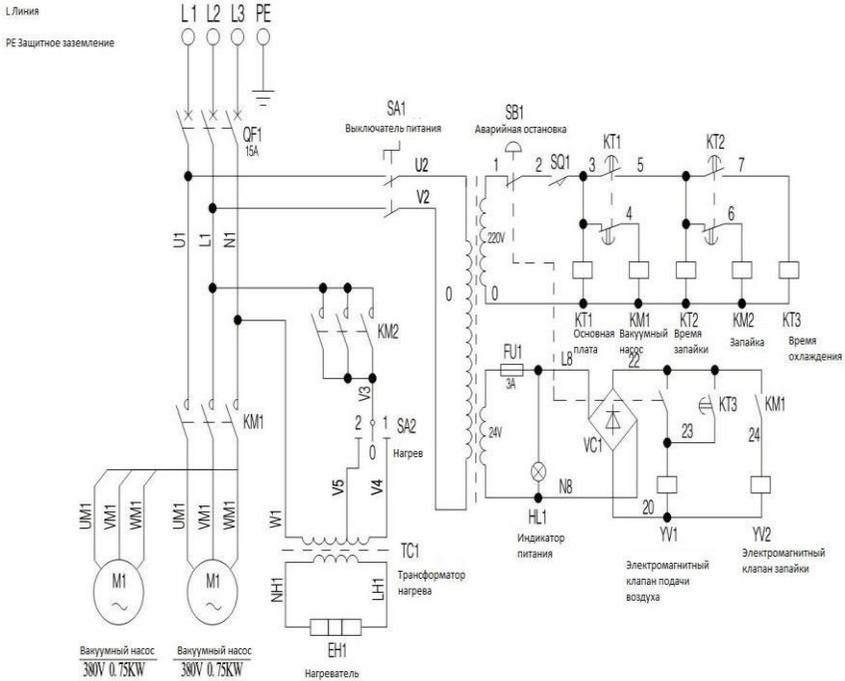 L Линия
L1 L2 L3 PE
PE Защитное заземление
QF1
15A
SA1
Выключатель питания
SB1
Аварийная остановка
U2
V2
1 2 SQ1 3 KT1 5 KT2 7
4 6
220V
0 0
U1 L1 N1
KM2
KT1 KM1 KT2 KM2 KT3
Основная плата
Вакуумный насос
Время запайки
Запайка
Время охлаждения
FU1
3A
L8
22
V3
2 1 SA2
0 Нагрев
KM1
24V
VC1
KT3 KM1
23 24
V5 V4
HL1
N8
Индикатор питания
20
YV1 YV2
Электромагнитный клапан подачи воздуха
Электромагнитный клапан запайки
UM1 VM1 WM1 UM1 VM1 WM1
W1
TC1
Трансформатор нагрева
NH1 LH1
M1 M1
~ ~
EH1
Нагреватель
Вакуумный насос Вакуумный насос
380V 0.75KW 380V 0.75KW